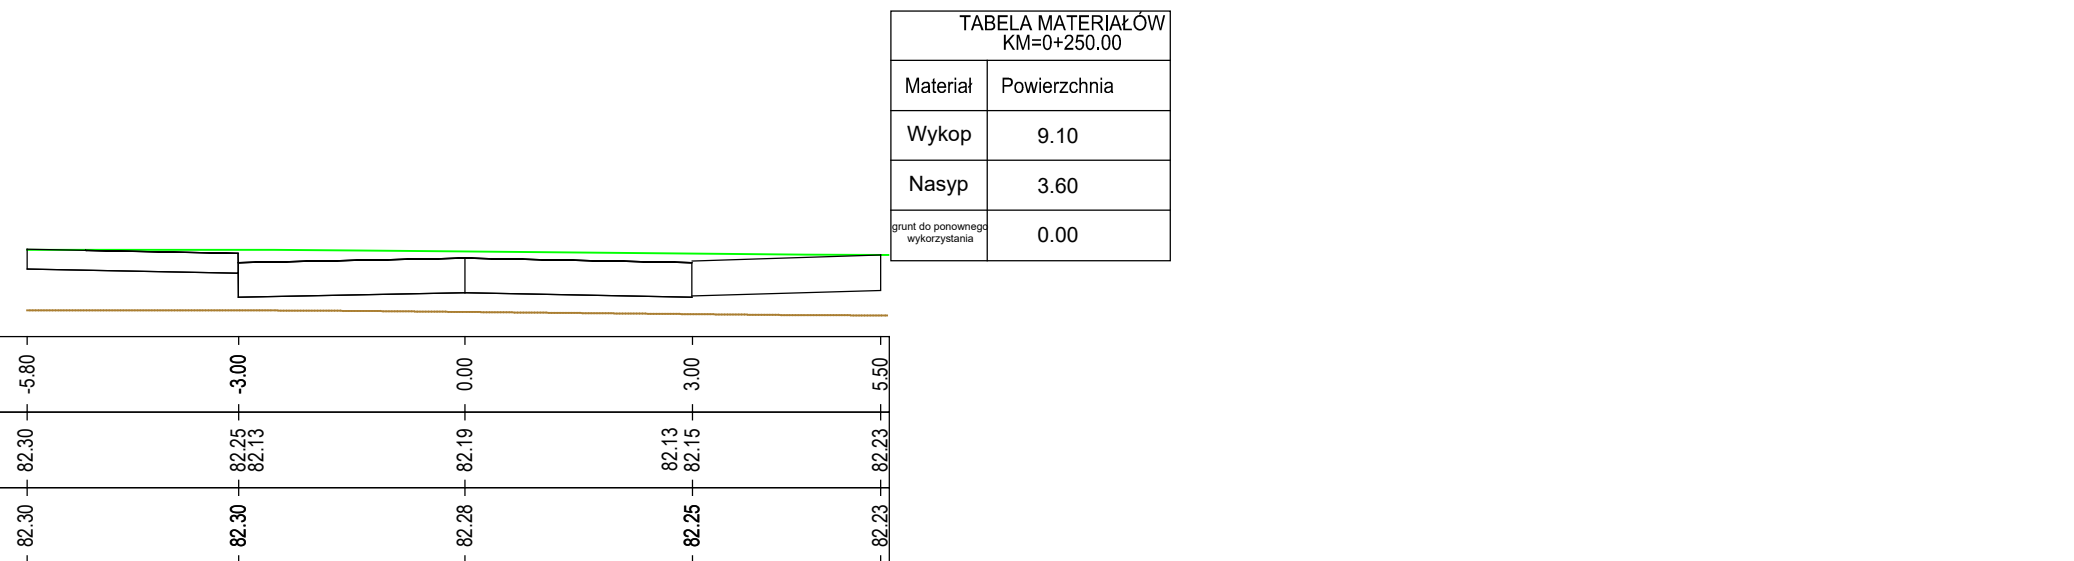 TABELA MATERIAŁÓW
KM=0+250.00
Materiał Powierzchnia
Wykop 9.10
Nasyp 3.60
grunt do ponownego
wykorzystania
0.00
-5.80 -3.00 0.00 3.00 5.50
82.30 82.25 82.13 82.19 82.13 82.15 82.23
82.30 82.30 82.28 82.25 82.23